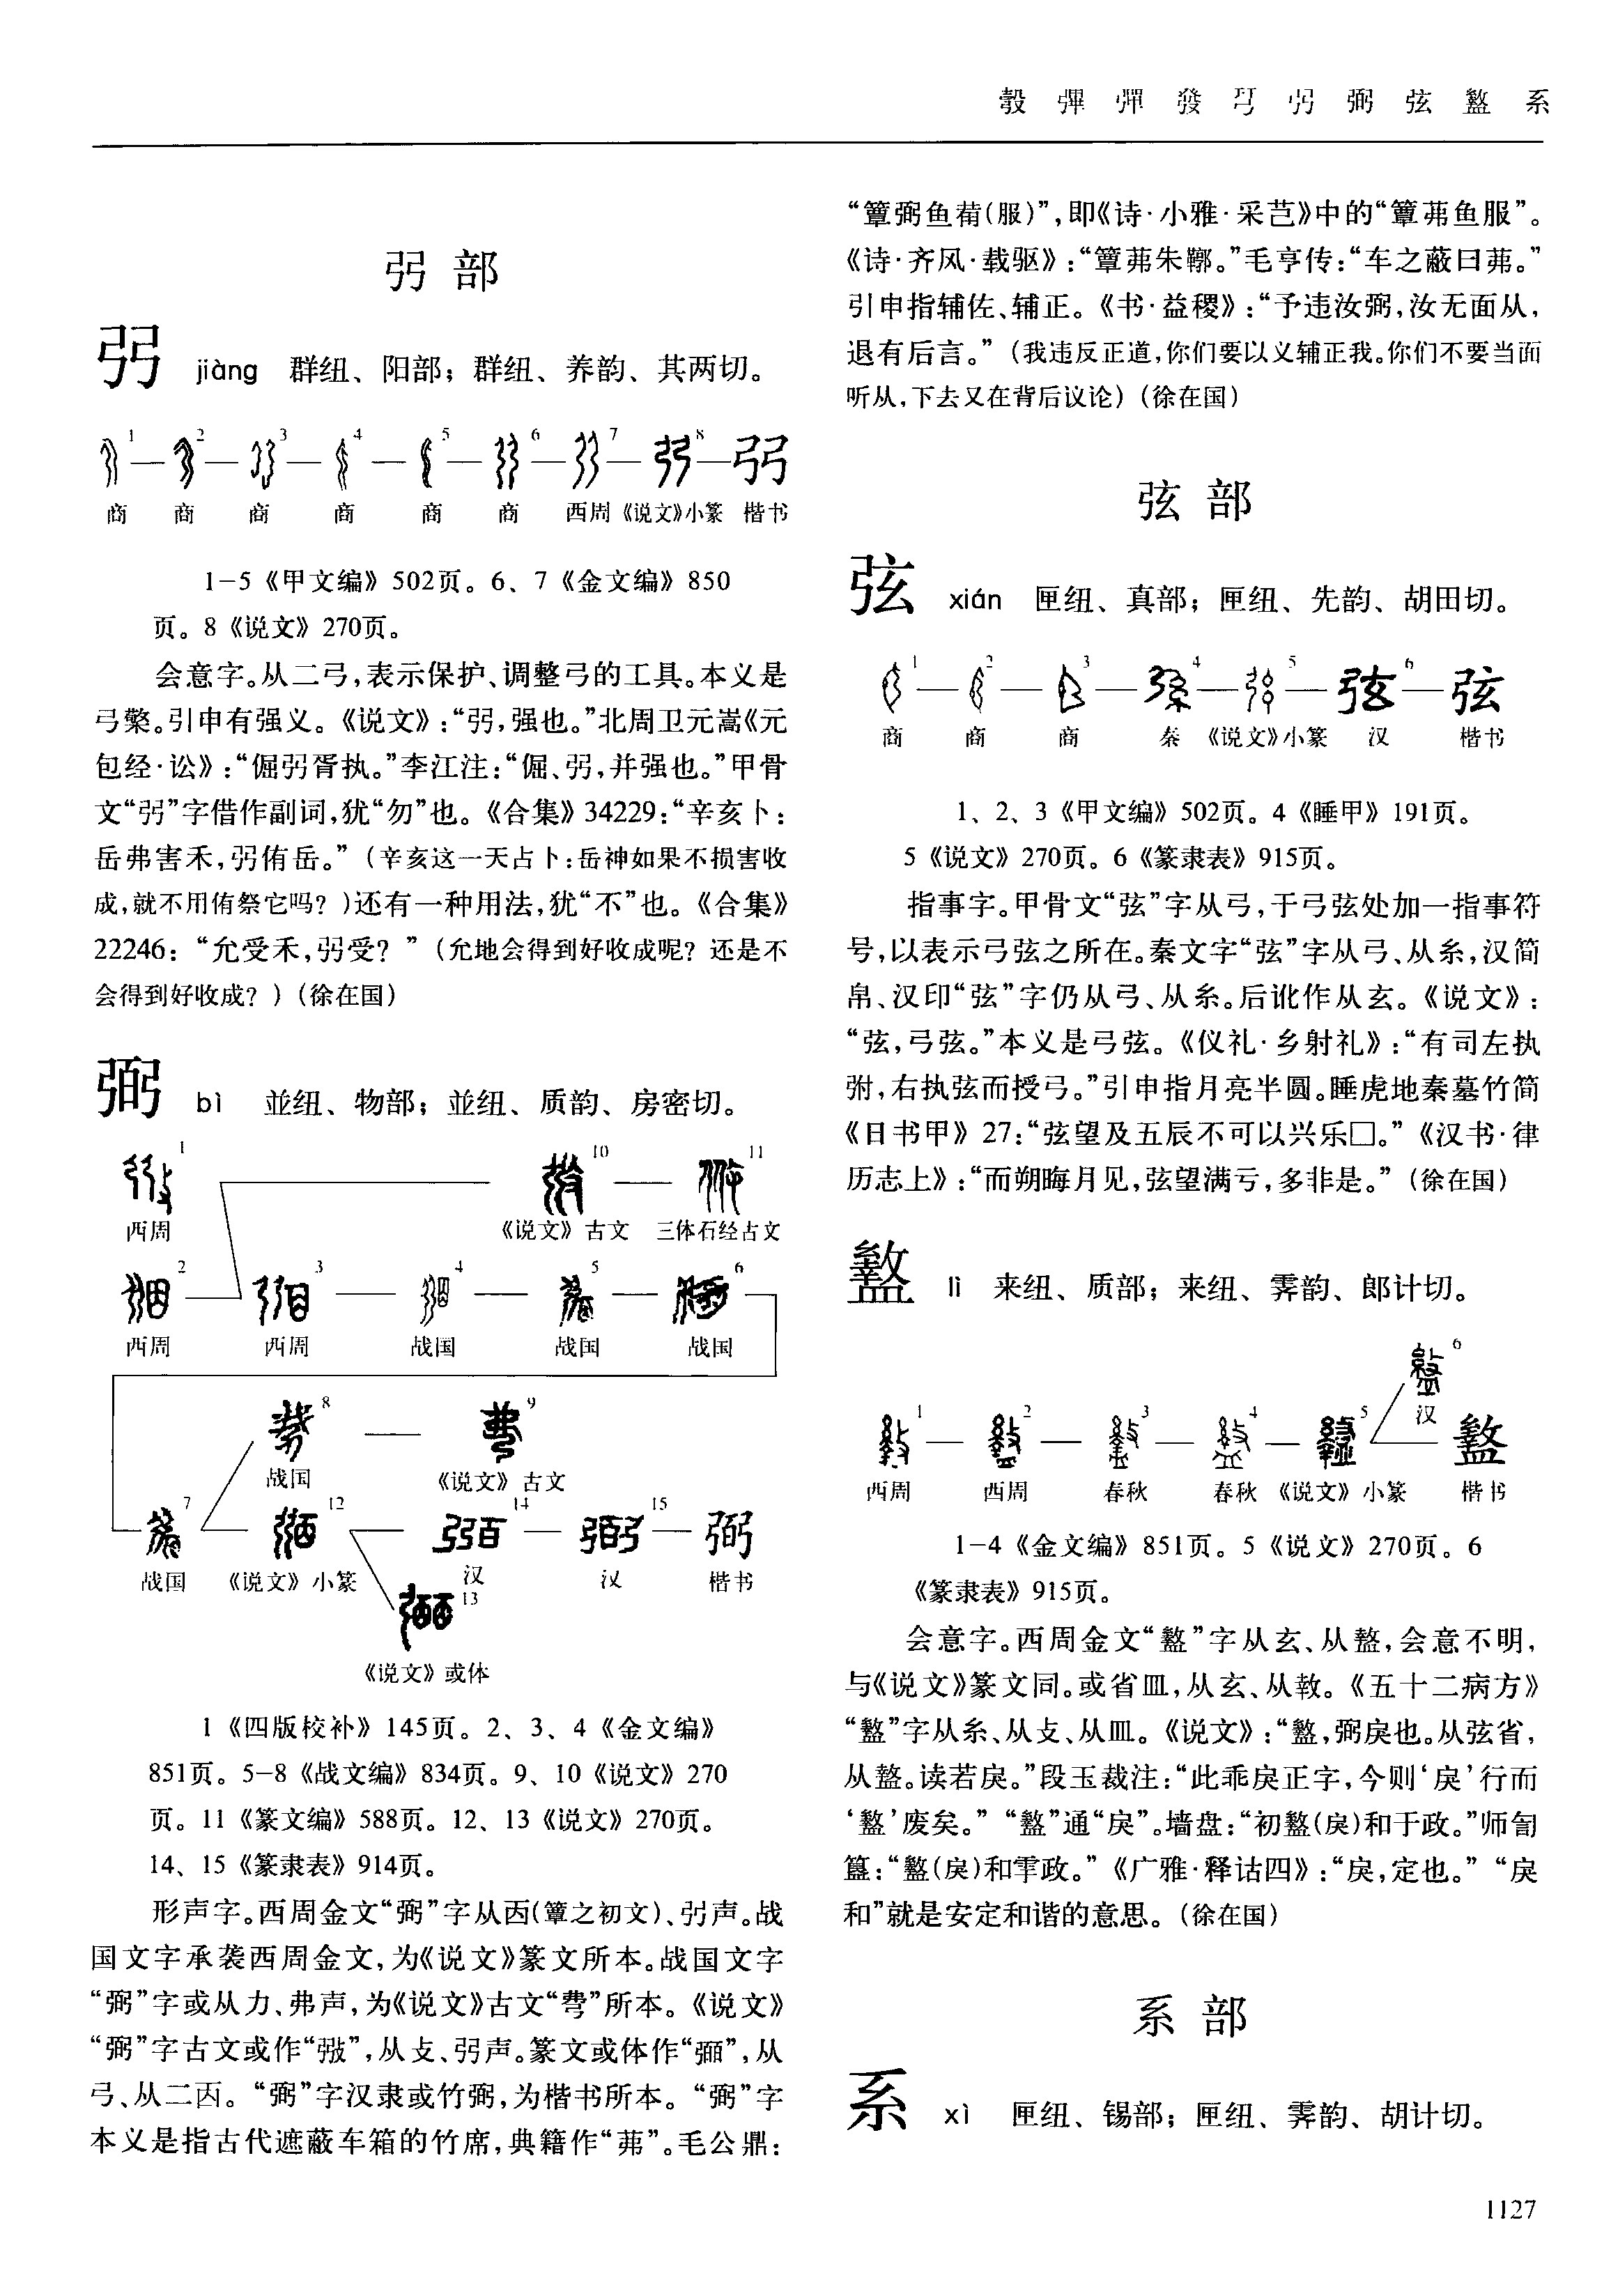 彀 彈 彃 發 弓 弜 弼 弦 盭 系
弜 部
弜 jiàng 群纽、阳部；群纽、养韵、其两切。
1 2 3 4 5 6 7 8 弜
商 商 商 商 商 商 西周 《说文》小篆 楷书
1—5《甲文编》502页。6、7《金文编》850
页。8《说文》270页。
会意字。从二弓，表示保护、调整弓的工具。本义是
弓檠。引申有强义。《说文》：“弜，强也。”北周卫元嵩《元
包经·讼》：“倔弜胥执。”李江注：“倔、弜，并强也。”甲骨
文“弜”字借作副词，犹“勿”也。《合集》34229：“辛亥卜：
岳弗害禾，弜侑岳。”（辛亥这一天占卜：岳神如果不损害收
成，就不用侑祭它吗？）还有一种用法，犹“不”也。《合集》
22246：“允受禾，弜受？”（允地会得到好收成呢？还是不
会得到好收成？）（徐在国）
弼 bì 並纽、物部；並纽、质韵、房密切。
1 10 11
西周 《说文》古文 三体石经古文
2 3 4 5 6
西周 西周 战国 战国 战国
8 9
战国 《说文》古文
7 12 14 15 弼
战国 《说文》小篆 汉 汉 楷书
13
《说文》或体
1《四版校补》145页。2、3、4《金文编》
851页。5—8《战文编》834页。9、10《说文》270
页。11《篆文编》588页。12、13《说文》270页。
14、15《篆隶表》914页。
形声字。西周金文“弼”字从㐁（簟之初文）、弜声。战
国文字承袭西周金文，为《说文》篆文所本。战国文字
“弼”字或从力、弗声，为《说文》古文“𢐡”所本。《说文》
“弼”字古文或作“𢐀”，从攴、弜声。篆文或体作“㢸”，从
弓、从二㐁。“弼”字汉隶或竹弼，为楷书所本。“弼”字
本义是指古代遮蔽车箱的竹席，典籍作“茀”。毛公鼎：
“簟弼鱼葡（服）”，即《诗·小雅·采芑》中的“簟茀鱼服”。
《诗·齐风·载驱》：“簟茀朱鞹。”毛亨传：“车之蔽曰茀。”
引申指辅佐、辅正。《书·益稷》：“予违汝弼，汝无面从，
退有后言。”（我违反正道，你们要以义辅正我。你们不要当面
听从，下去又在背后议论）（徐在国）
弦 部
弦 xián 匣纽、真部；匣纽、先韵、胡田切。
1 2 3 4 5 6 弦
商 商 商 秦 《说文》小篆 汉 楷书
1、2、3《甲文编》502页。4《睡甲》191页。
5《说文》270页。6《篆隶表》915页。
指事字。甲骨文“弦”字从弓，于弓弦处加一指事符
号，以表示弓弦之所在。秦文字“弦”字从弓、从糸，汉简
帛、汉印“弦”字仍从弓、从糸。后讹作从玄。《说文》：
“弦，弓弦。”本义是弓弦。《仪礼·乡射礼》：“有司左执
弣，右执弦而授弓。”引申指月亮半圆。睡虎地秦墓竹简
《日书甲》27：“弦望及五辰不可以兴乐□。”《汉书·律
历志上》：“而朔晦月见，弦望满亏，多非是。”（徐在国）
盭 lì 来纽、质部；来纽、霁韵、郎计切。
6
汉
1 2 3 4 5 盭
西周 西周 春秋 春秋 《说文》小篆 楷书
1—4《金文编》851页。5《说文》270页。6
《篆隶表》915页。
会意字。西周金文“盭”字从玄、从盩，会意不明，
与《说文》篆文同。或省皿，从玄、从敎。《五十二病方》
“盭”字从糸、从攴、从皿。《说文》：“盭，弼戾也。从弦省，
从盩。读若戾。”段玉裁注：“此乖戾正字，今则‘戾’行而
‘盭’废矣。”“盭”通“戾”。墙盘：“初盭（戾）和于政。”师訇
簋：“盭（戾）和雩政。”《广雅·释诂四》：“戾，定也。”“戾
和”就是安定和谐的意思。（徐在国）
系 部
系 xì 匣纽、锡部；匣纽、霁韵、胡计切。
1127